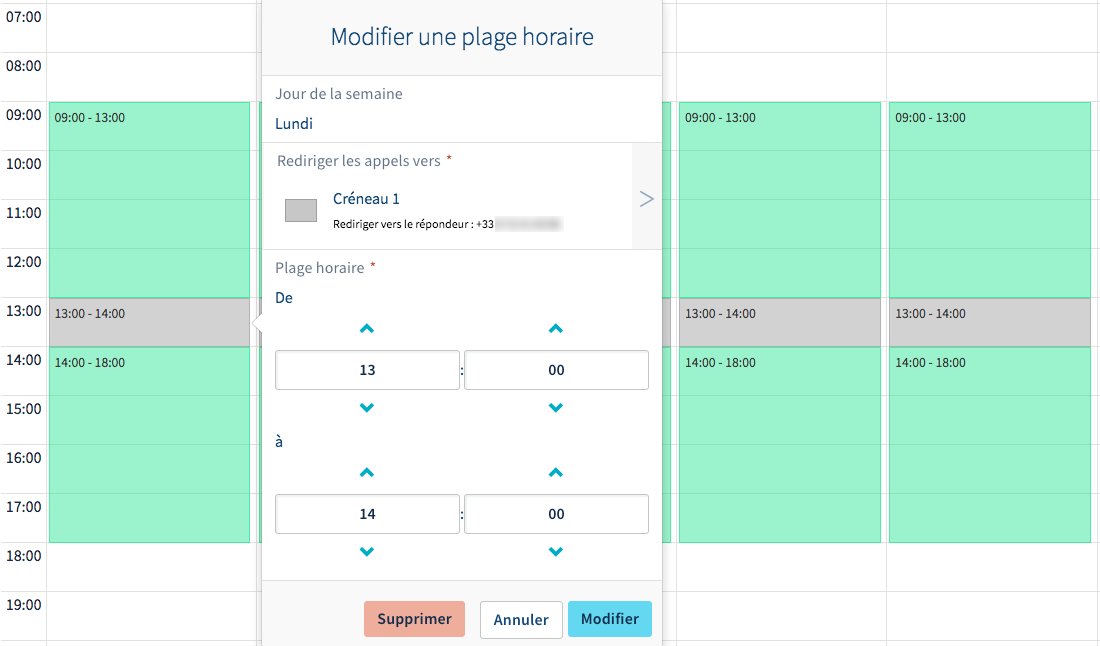 07:00
08:00
09:00
10:00
11:00
12:00
13:00
14:00
15:00
16:00
17:00
18:00
19:00
09:00 - 13:00
13:00 - 14:00
14:00 - 18:00
Modifier une plage horaire
Jour de la semaine
Lundi
Rediriger les appels vers *
Créneau 1
Rediriger vers le répondeur : +33
>
Plage horaire *
De
13 : 00
à
14 : 00
Supprimer Annuler Modifier
09:00 - 13:00
13:00 - 14:00
14:00 - 18:00
09:00 - 13:00
13:00 - 14:00
14:00 - 18:00